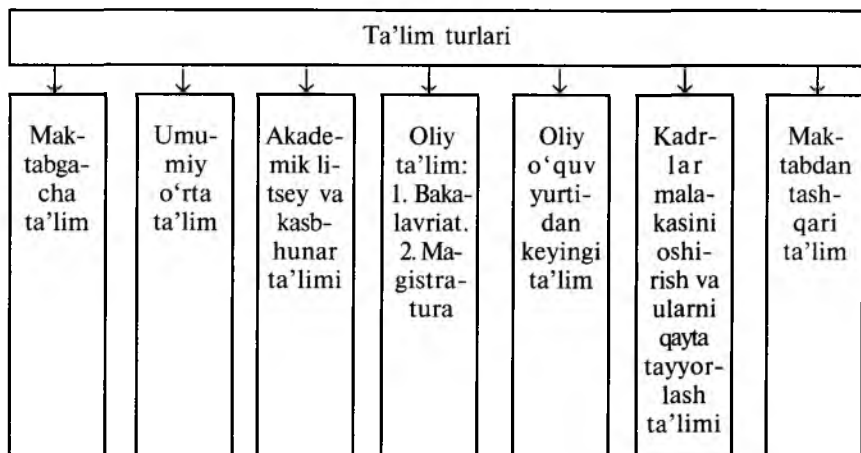 Ta’lim turlari
Mak-
tabga-
cha
ta’lim
Umu-
miy
o‘rta
ta’lim
Akade-
mik li-
tsey va
kasb-
hunar
ta’limi
Oliy
ta’lim:
1. Baka-
lavriat.
2. Ma-
gistra-
tura
Oliy
o‘quv
yurti-
dan
keyingi
ta’lim
Kadr-
lar
mala-
kasini
oshi-
rish va
ularni
qayta
tayyor-
lash
ta’limi
Mak-
tabdan
tash-
qari
ta’lim